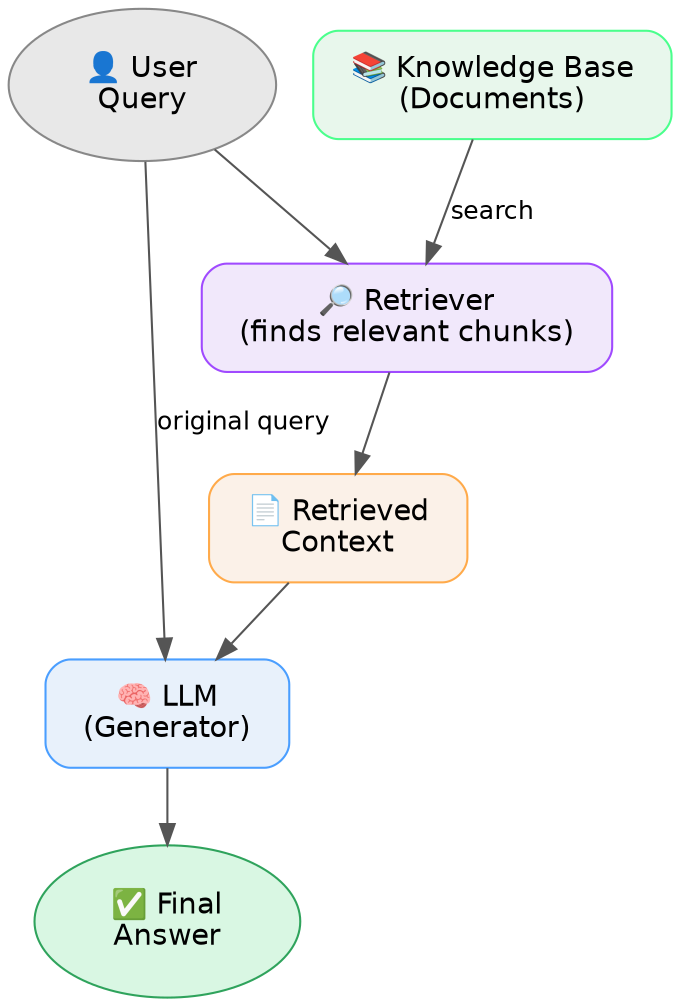 👤 User
Query
📚 Knowledge Base
(Documents)
search
🔎 Retriever
(finds relevant chunks)
original query
📄 Retrieved
Context
🧠 LLM
(Generator)
✅ Final
Answer